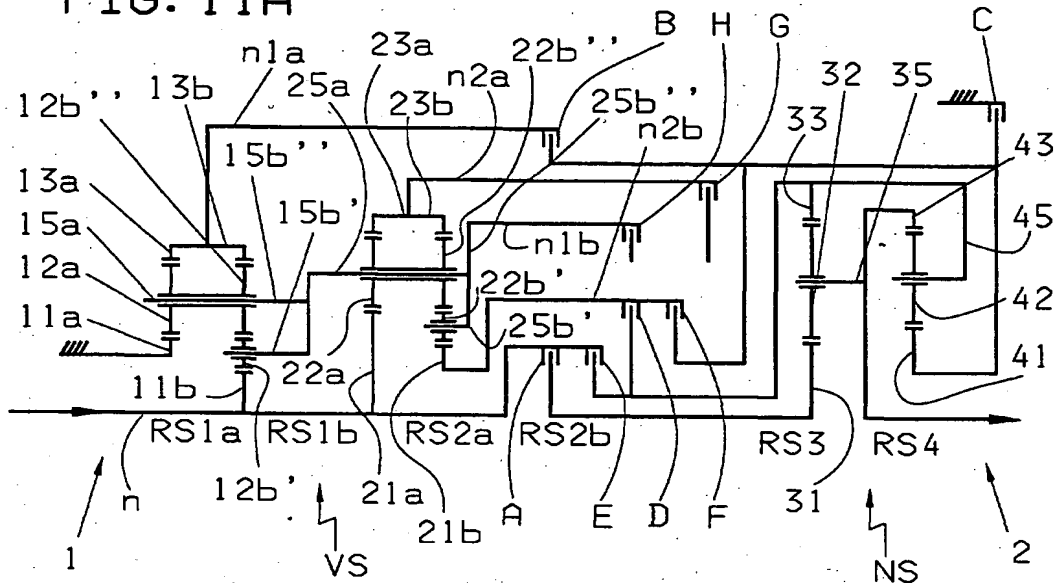 FIG. 11A
B H G C
23a 22b''
n1a n2a
25a
12b'' 13b 23b 25b'' 32 35
n2b 33
15b'' 43
13a
15a 15b' 45
n1b
12a 22b'
11a 25b' 42
22a 41
11b
RS1a RS1b RS2a RS2b RS3 RS4
n 12b' 21a 31
21b A E D F
1 VS NS 2